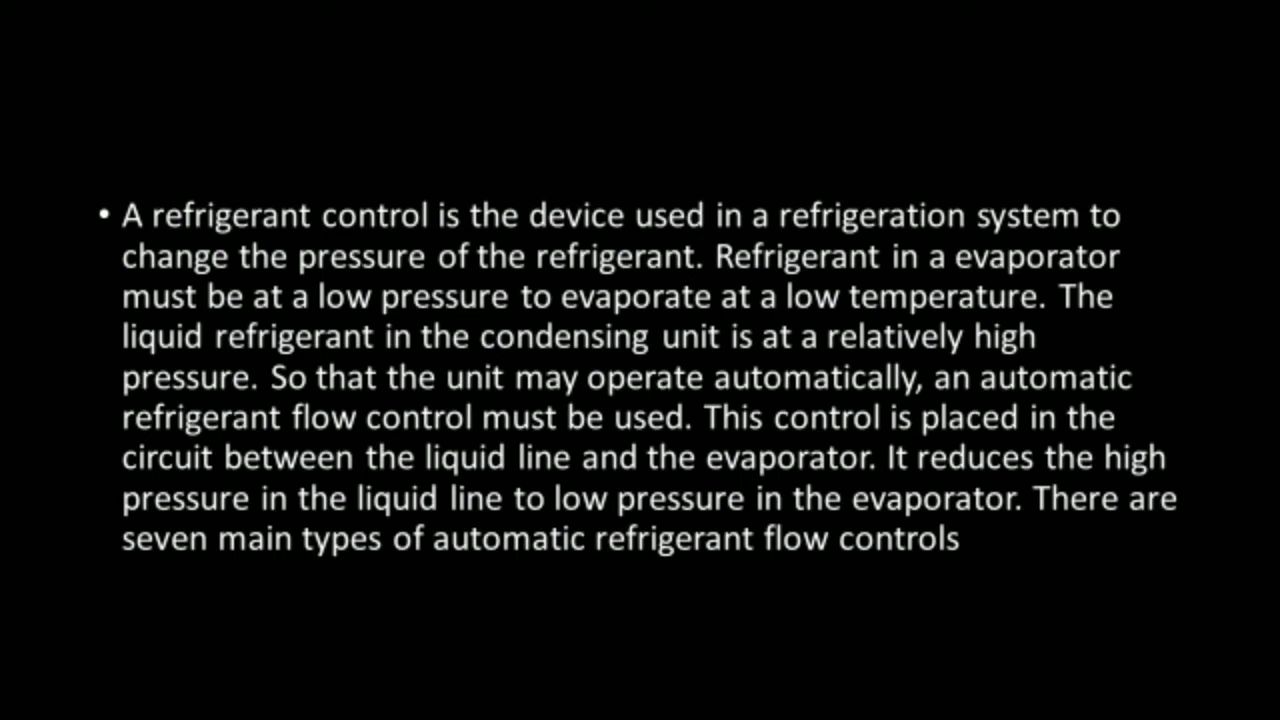 • A refrigerant control is the device used in a refrigeration system to
change the pressure of the refrigerant. Refrigerant in a evaporator
must be at a low pressure to evaporate at a low temperature. The
liquid refrigerant in the condensing unit is at a relatively high
pressure. So that the unit may operate automatically, an automatic
refrigerant flow control must be used. This control is placed in the
circuit between the liquid line and the evaporator. It reduces the high
pressure in the liquid line to low pressure in the evaporator. There are
seven main types of automatic refrigerant flow controls